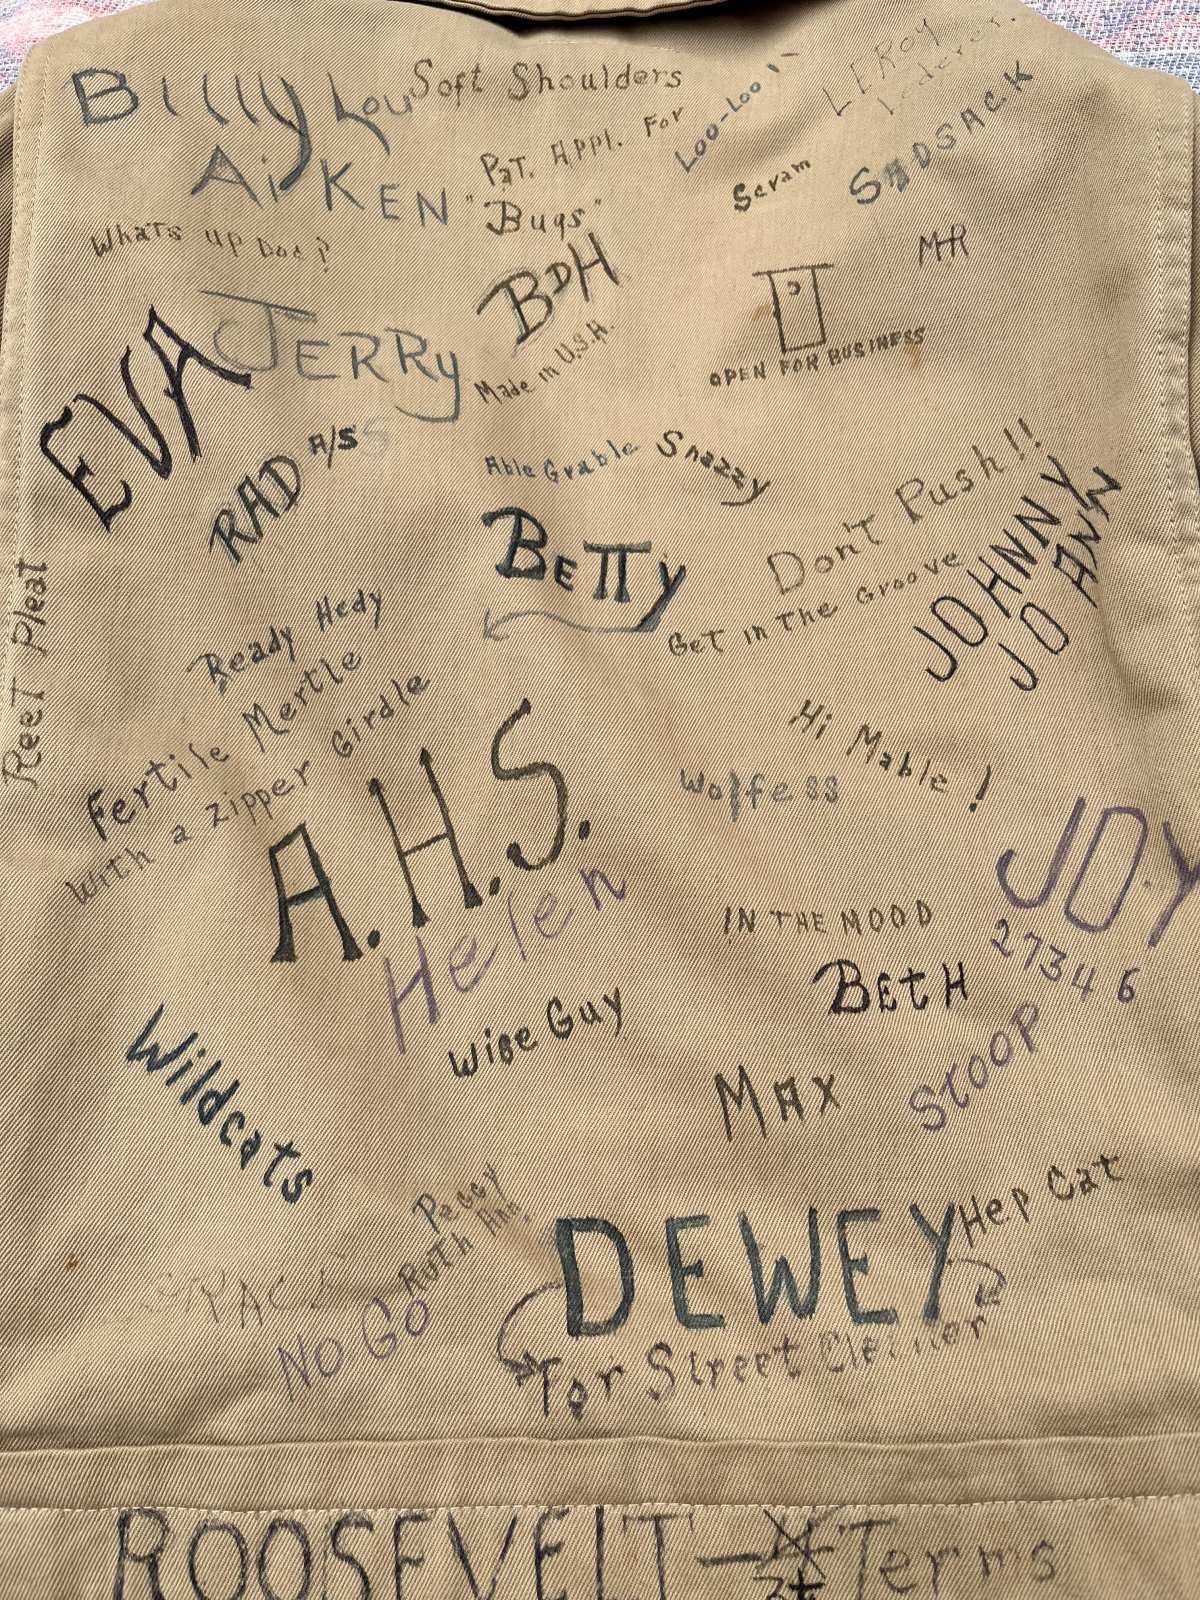 Billy Lou
Aiken
Soft Shoulders
Pat. Appl. For
"Bugs"
BDH
Made in U.S.A.
Loo-Loo
LEROY
Scram
SADSACK
MR
OPEN FOR BUSINESS
Whats up Doc?
EVA
JERRY
RAD A/S
Able Grable Snazzy
BETTy
Don't Push!!
Get in the Groove
JOHNNY
JO ANN
Reet Pleat
Ready Hedy
Fertile Mertle
With a zipper Girdle
A.H.S.
Helen
Hi Mable!
Wolfess
JOY
27346
IN THE MOOD
BEtH
Wise Guy
MAX
StOOP
Wildcats
Peggy
RUTH Ann
NO GO
DEWEY
Hep Cat
For Street Cleaner
ROOSEVELT — Terms